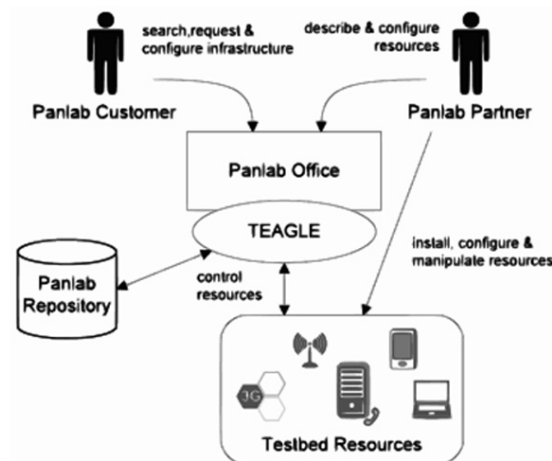 search,request &
configure infrastructure
describe & configure
resources
Panlab Customer
Panlab Partner
Panlab Office
TEAGLE
Panlab
Repository
control
resources
install, configure &
manipulate resources
3G
Testbed Resources